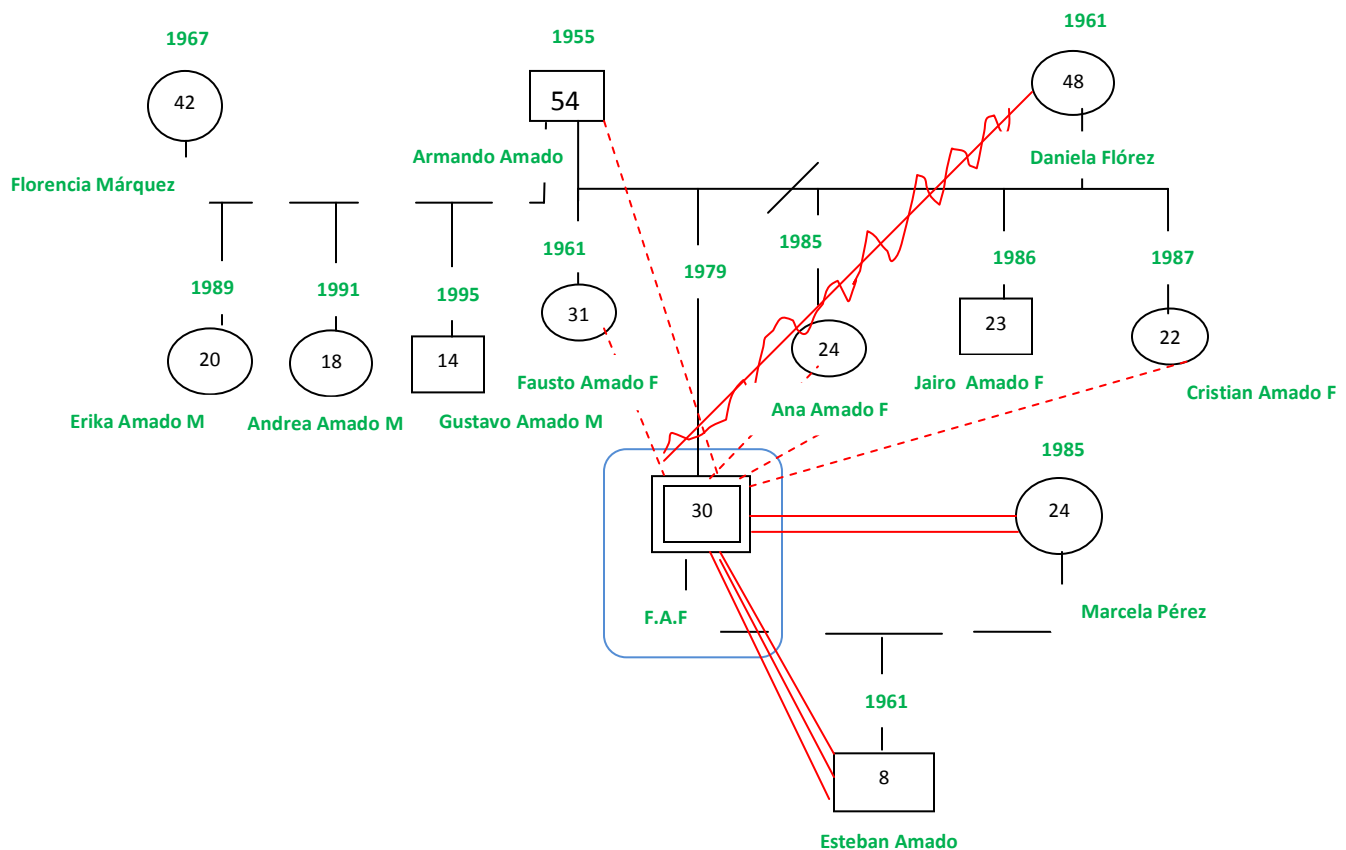 1967
1955
1961
42
54
48
Armando Amado
Daniela Flórez
Florencia Márquez
1961
1979
1985
1986
1987
1989
1991
1995
31
24
23
22
20
18
14
Fausto Amado F
Ana Amado F
Jairo Amado F
Cristian Amado F
Erika Amado M
Andrea Amado M
Gustavo Amado M
1985
30
24
F.A.F
Marcela Pérez
1961
8
Esteban Amado